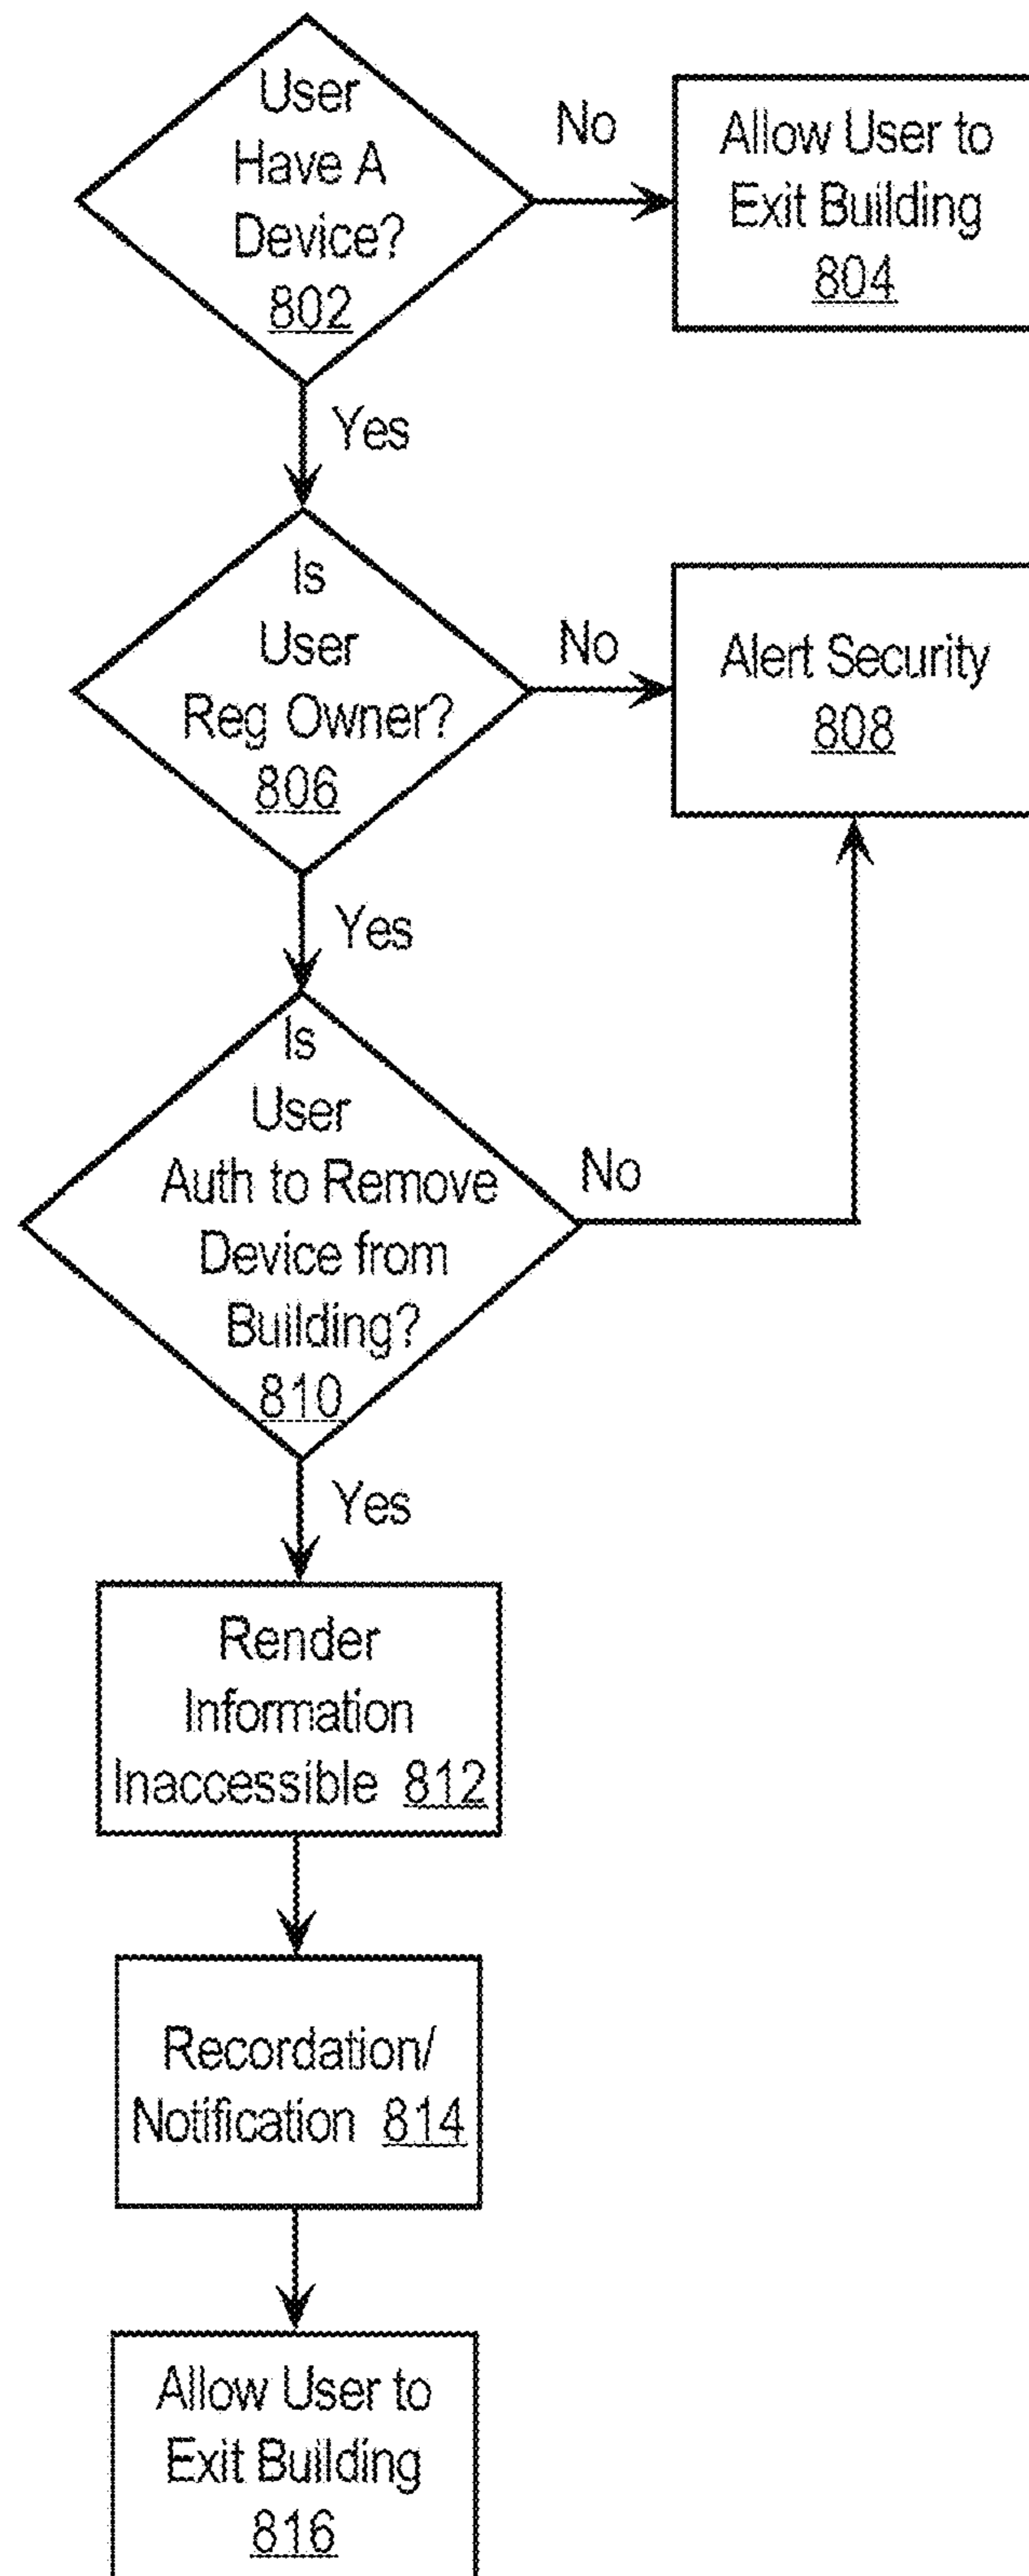 User
Have A
Device?
802
No
Allow User to
Exit Building
804
Yes
Is
User
Reg Owner?
806
No
Alert Security
808
Yes
Is
User
Auth to Remove
Device from
Building?
810
No
Yes
Render
Information
Inaccessible 812
Recordation/
Notification 814
Allow User to
Exit Building
816